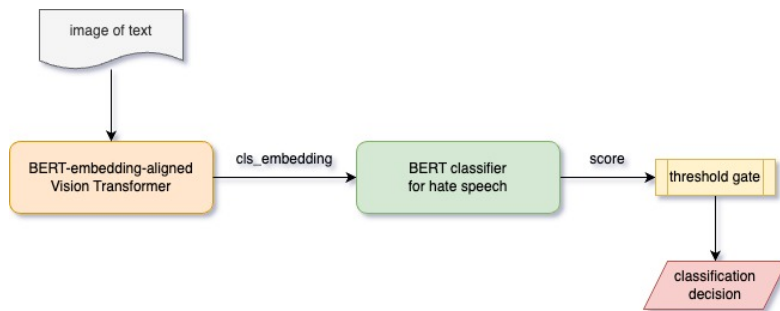 image of text
BERT-embedding-aligned
Vision Transformer
cls_embedding
BERT classifier
for hate speech
score
threshold gate
classification
decision